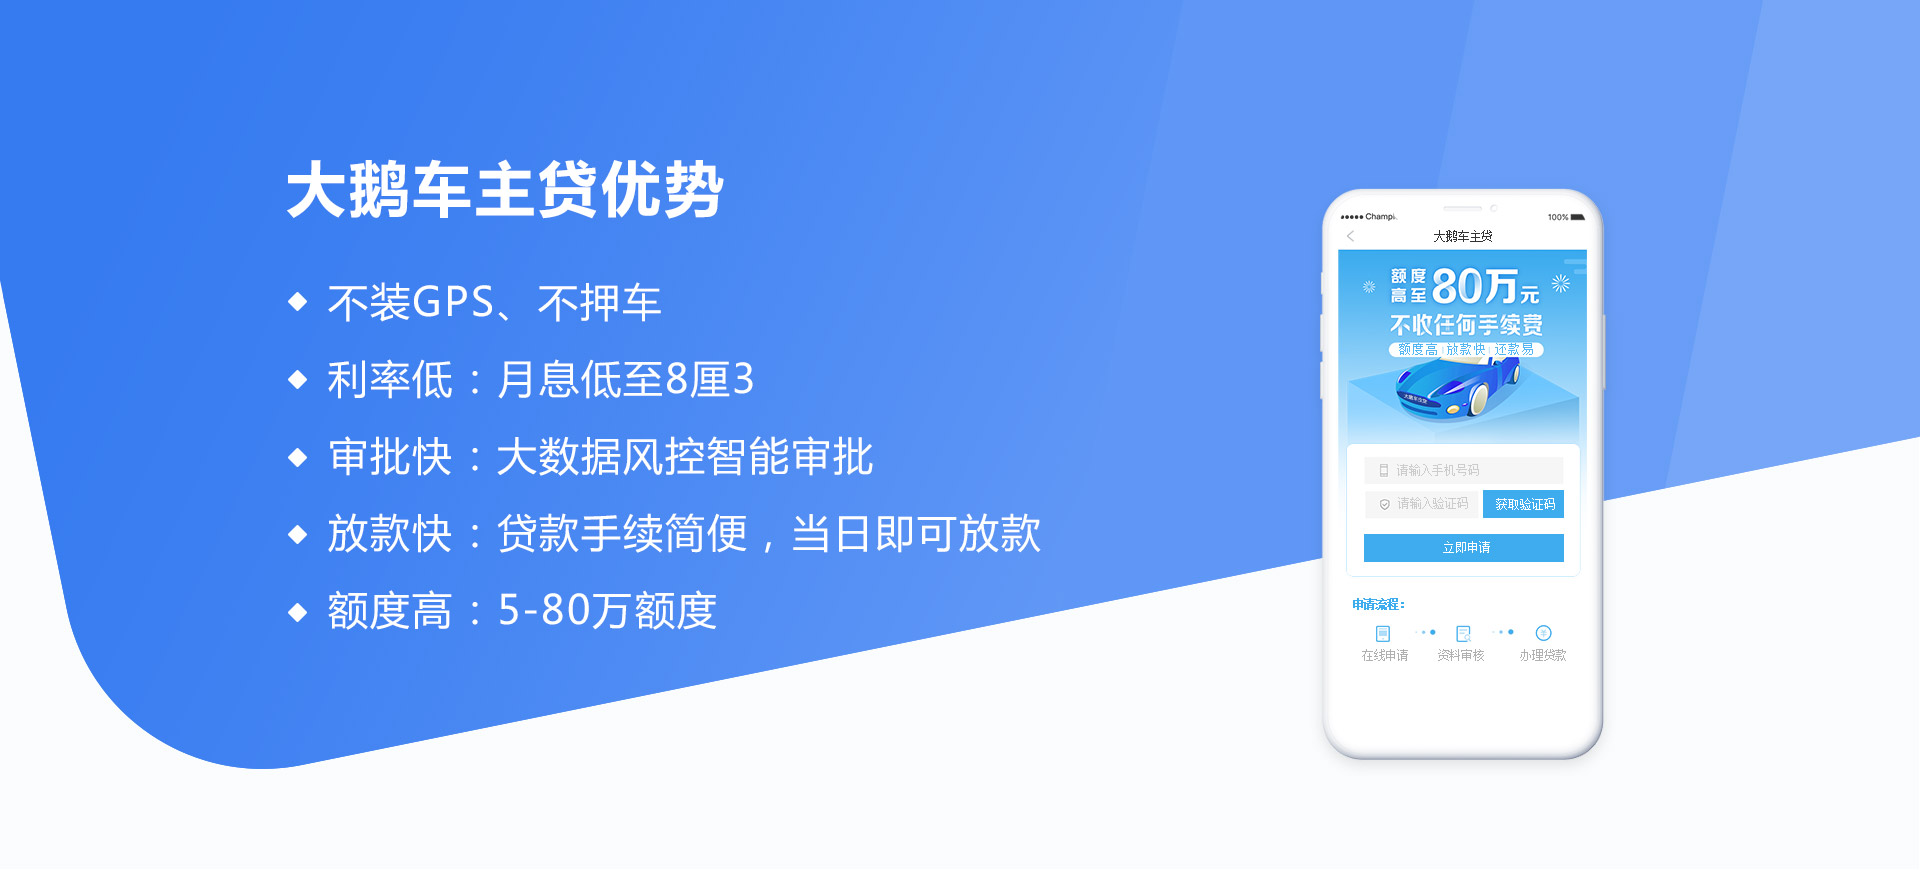 大鹅车主贷优势
不装GPS、不押车
利率低：月息低至8厘3
审批快：大数据风控智能审批
放款快：贷款手续简便，当日即可放款
额度高：5-80万额度
Champi.
100%
大鹅车主贷
额度高至80万元
不收任何手续费
额度高 放款快 还款易
大鹅车主贷
请输入手机号码
请输入验证码
获取验证码
立即申请
申请流程：
在线申请
资料审核
办理贷款